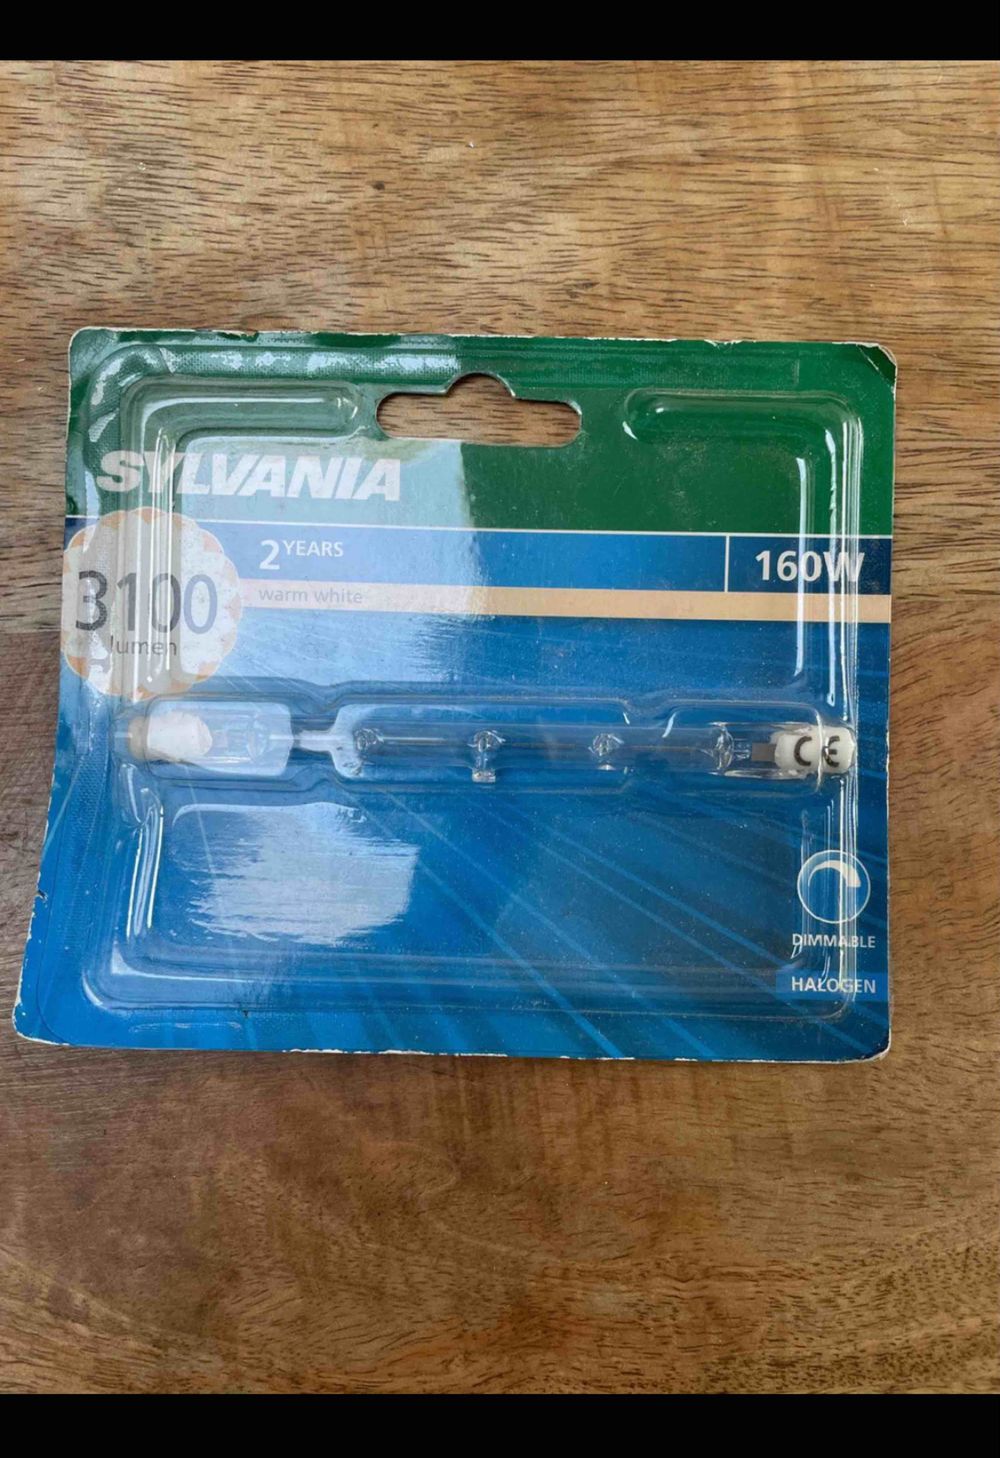 SYLVANIA
2 YEARS
160W
3100
lumen
warm white
CE
DIMMABLE
HALOGEN